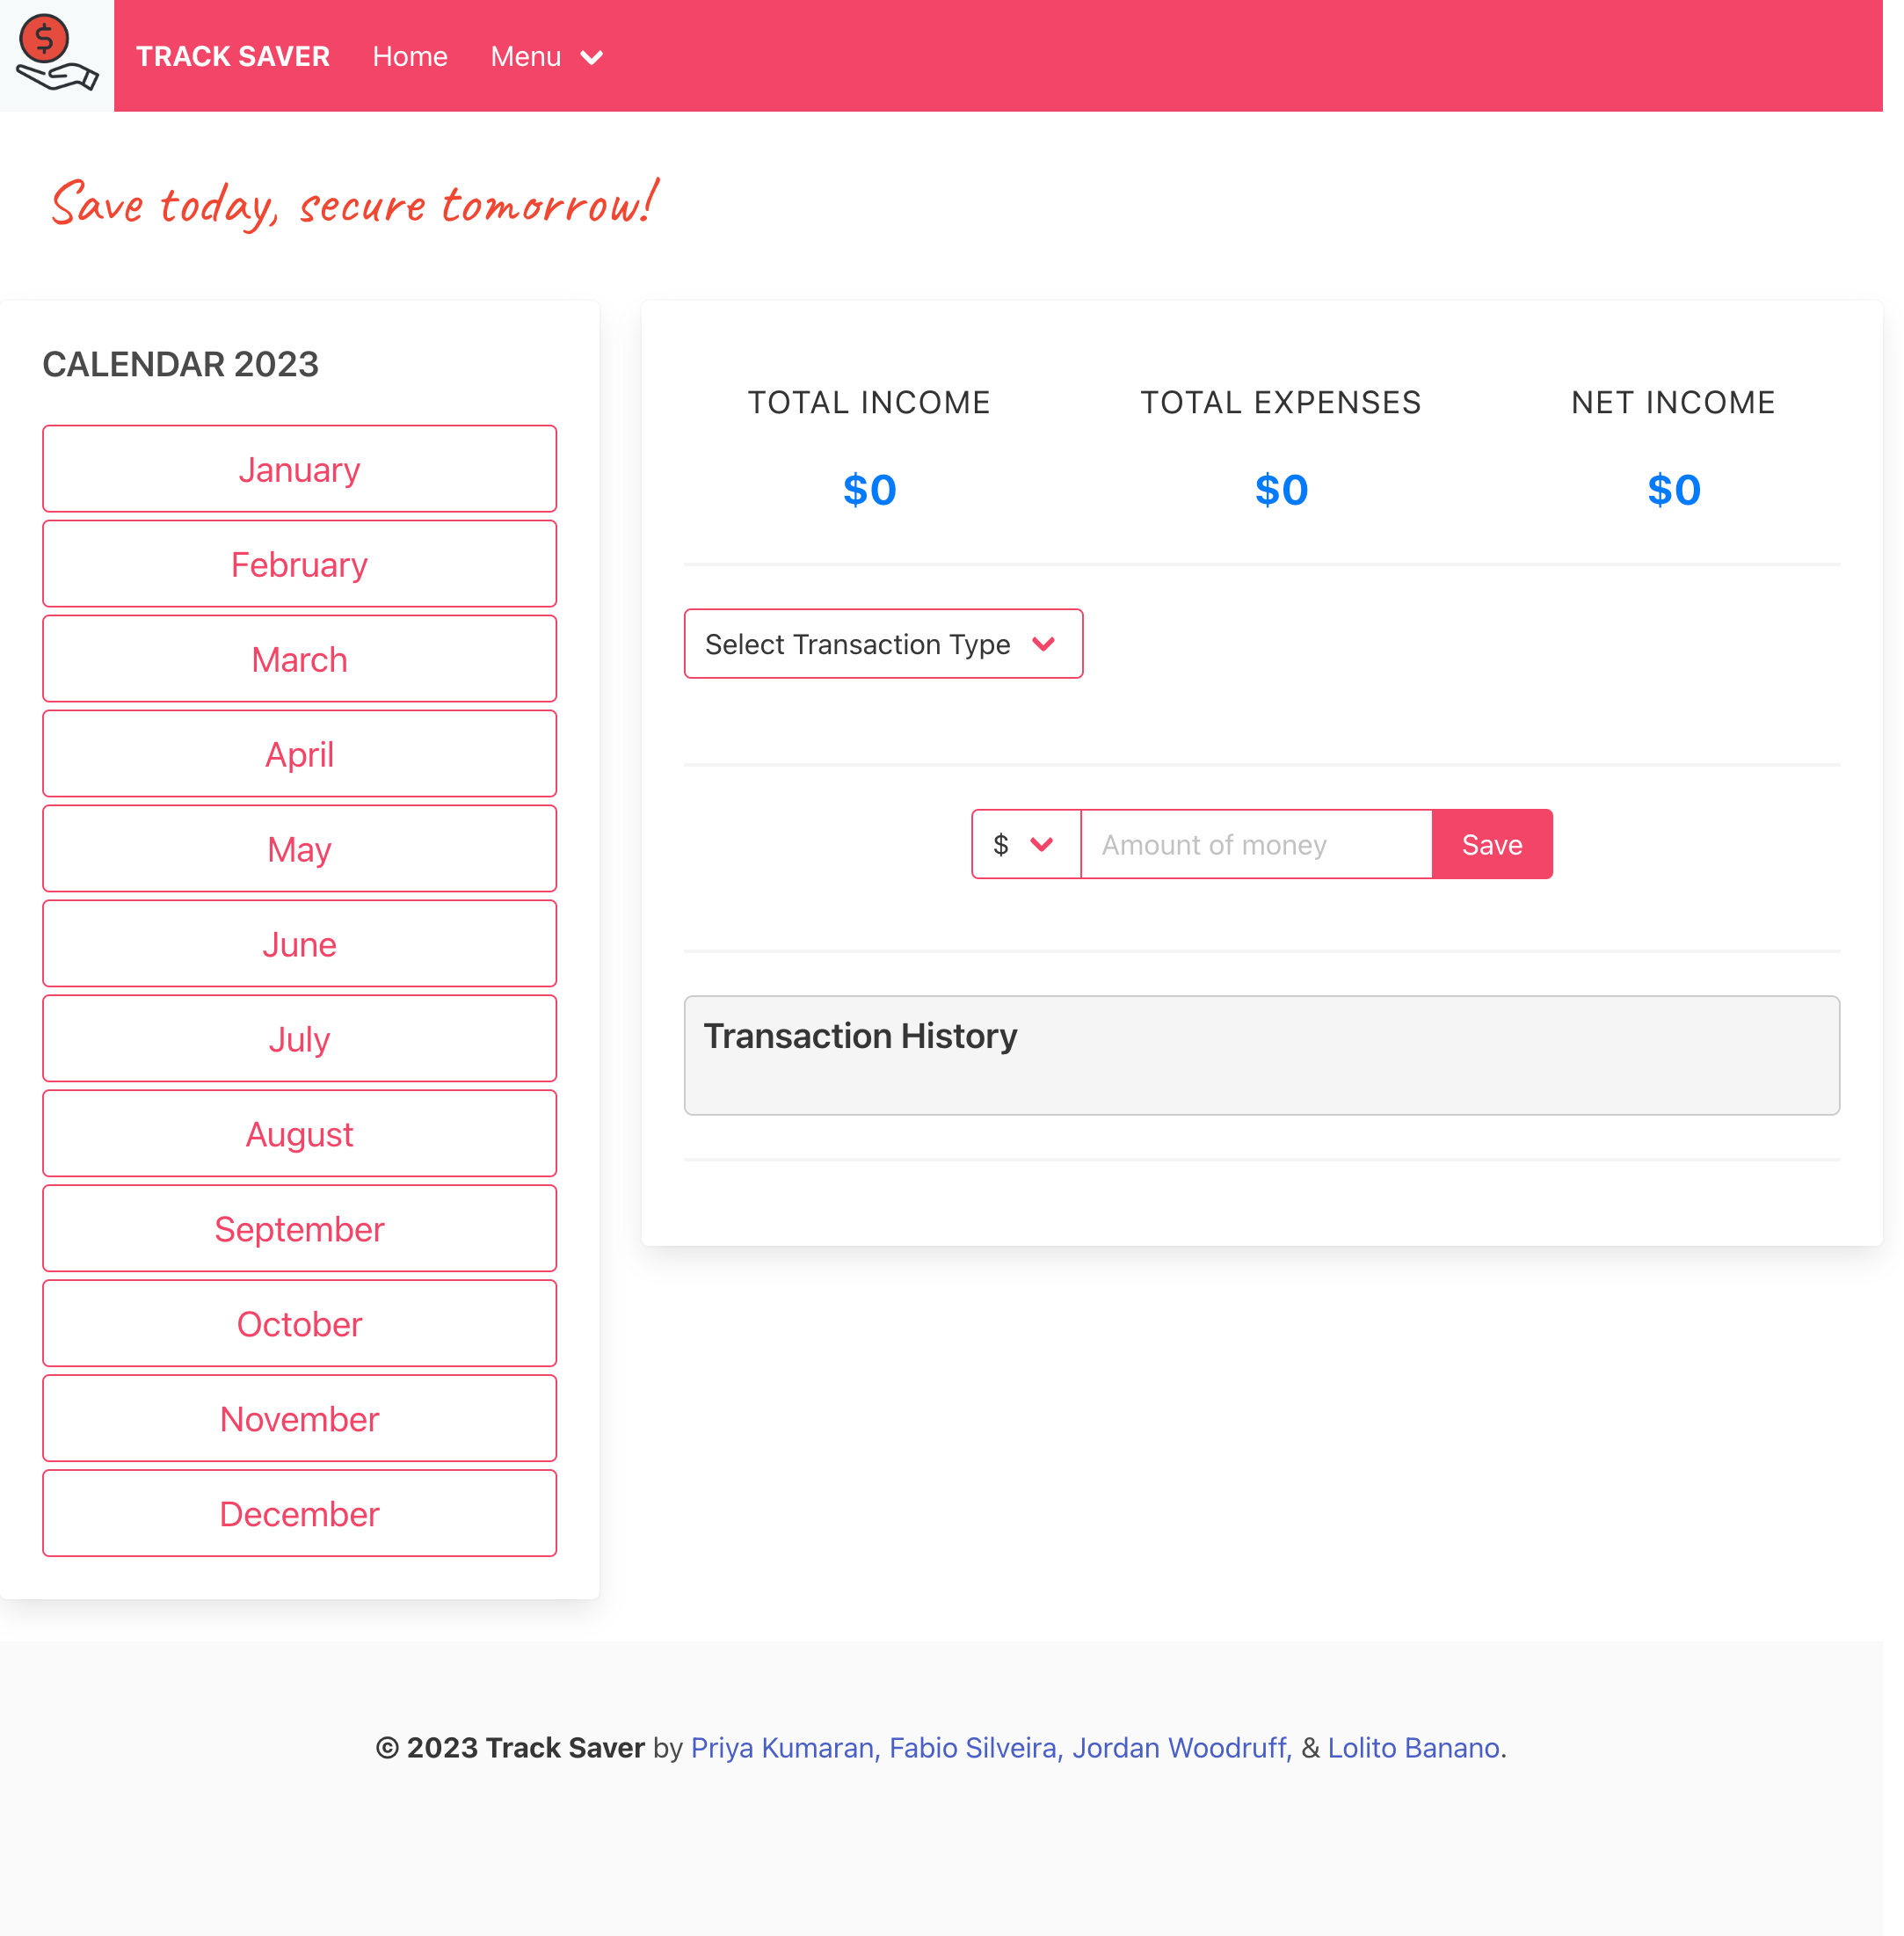 $
TRACK SAVER Home Menu
Save today, secure tomorrow!
CALENDAR 2023
January
February
March
April
May
June
July
August
September
October
November
December
TOTAL INCOME TOTAL EXPENSES NET INCOME
$0 $0 $0
Select Transaction Type
$ Amount of money Save
Transaction History
© 2023 Track Saver by Priya Kumaran, Fabio Silveira, Jordan Woodruff, & Lolito Banano.